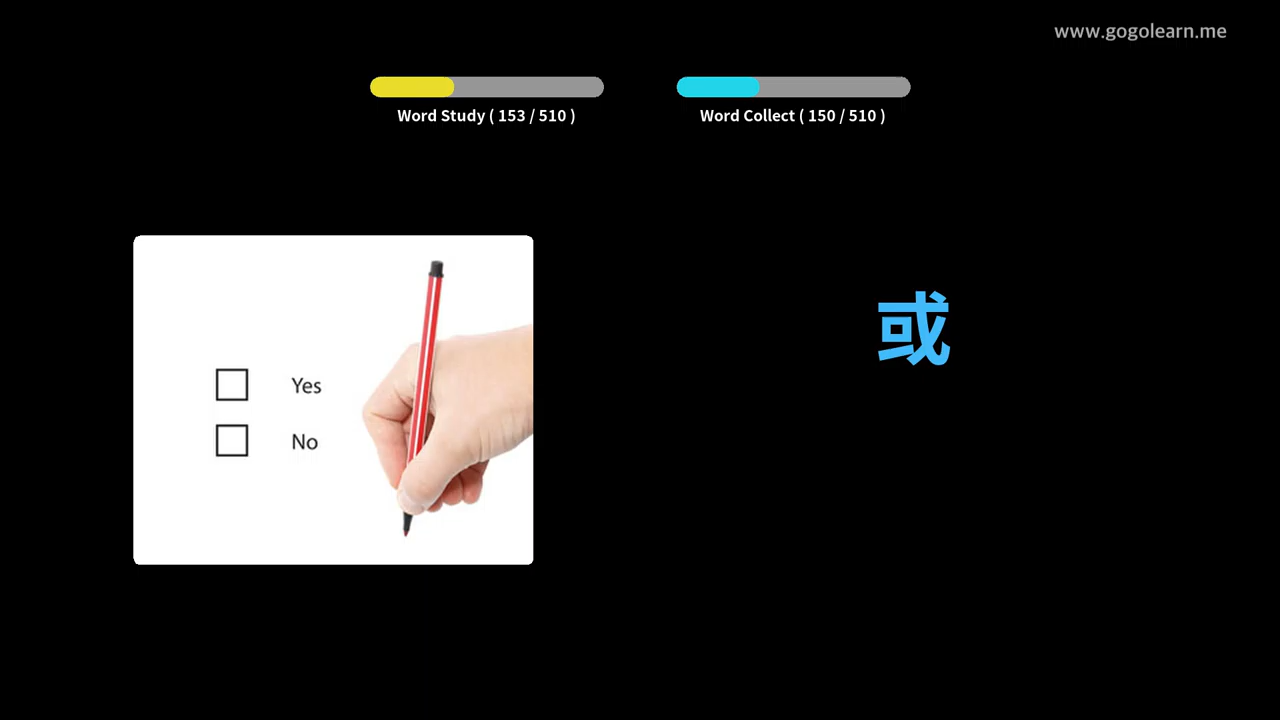 www.gogolearn.me
Word Study ( 153 / 510 )
Word Collect ( 150 / 510 )
或
Yes
No